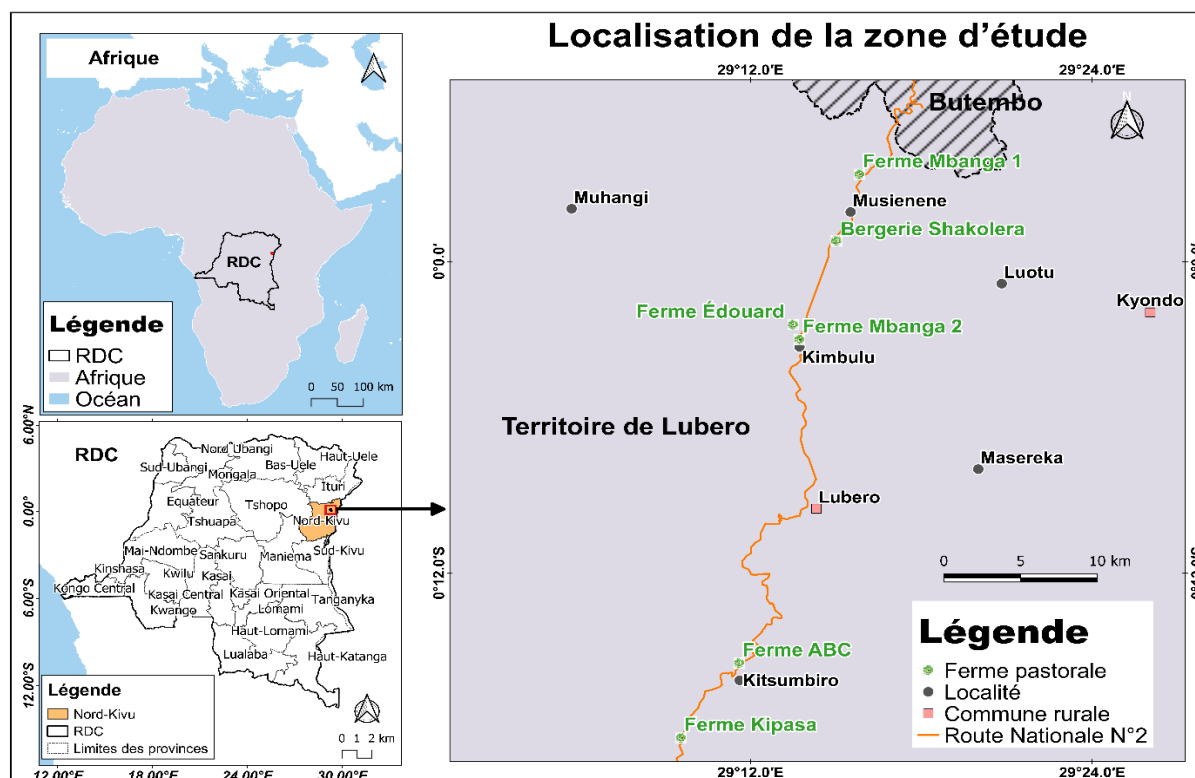 Afrique
RDC
Légende
RDC
Afrique
Océan
0 50 100 km
6.00°N
0.00°
6.00°S
12.00°S
RDC
Nord Ubangi
Haut-Uele
Bas-Uele
Sud-Ubangi
Mongala
Ituri
Equateur
Tshopo
Tshuapa
Nord-Kivu
Mai-Ndombe
Sankuru
Maniema
Sud-Kivu
Kinshasa
Kwilu
Kasai
Kongo Central
Kasai Central
Kasai Oriental
Tanganyika
Kwango
Lomami
Haut-Lomami
Lualaba
Haut-Katanga
Légende
Nord-Kivu
RDC
Limites des provinces
0 1 2 km
12.00°E 18.00°E 24.00°E 30.00°E
Localisation de la zone d’étude
29°12.0'E 29°24.0'E
N
Butembo
Ferme Mbanga 1
Muhangi
Musienene
Bergerie Shakolera
0°0.0'
Luotu
Kyondo
Ferme Édouard
Ferme Mbanga 2
Kimbulu
Territoire de Lubero
Masereka
Lubero
0 5 10 km
0°12.0'S
Ferme ABC
Kitsumbiro
Ferme Kipasa
Légende
Ferme pastorale
Localité
Commune rurale
Route Nationale N°2
29°12.0'E 29°24.0'E